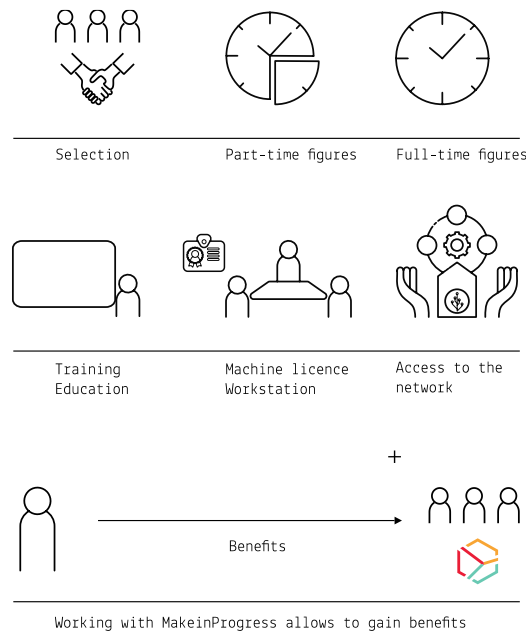 Selection
Part-time figures
Full-time figures
Training
Education
Machine licence
Workstation
Access to the
network
+
Benefits
Working with MakeinProgress allows to gain benefits